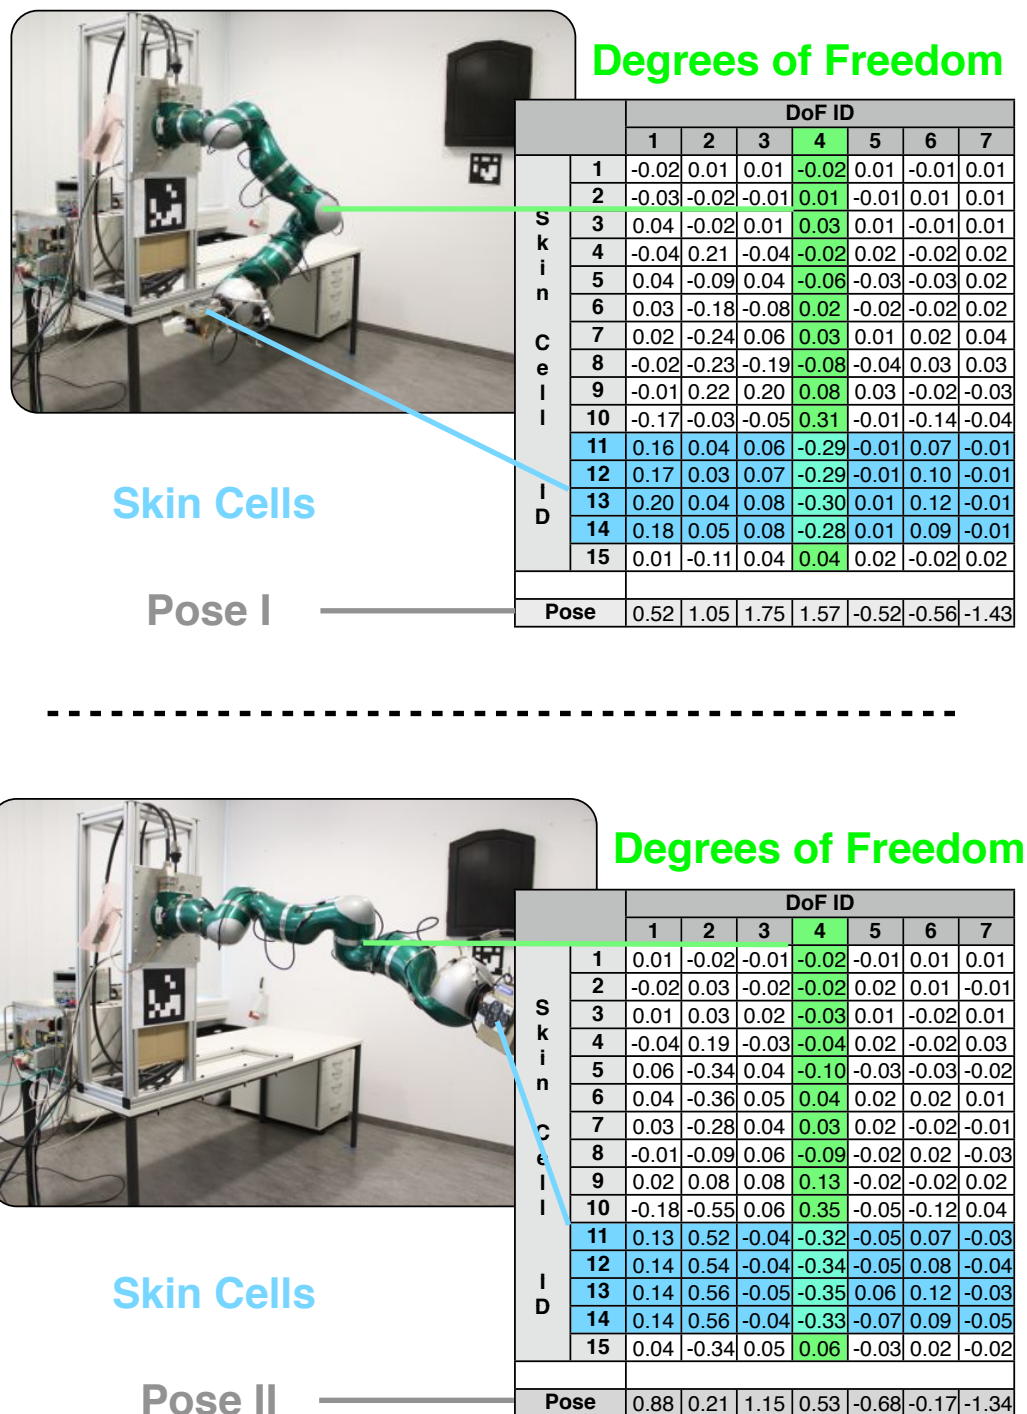 Degrees of Freedom
DoF ID
1 2 3 4 5 6 7
Skin Cell ID
1 -0.02 0.01 0.01 -0.02 0.01 -0.01 0.01
2 -0.03 -0.02 -0.01 0.01 -0.01 0.01 0.01
3 0.04 -0.02 0.01 0.03 0.01 -0.01 0.01
4 -0.04 0.21 -0.04 -0.02 0.02 -0.02 0.02
5 0.04 -0.09 0.04 -0.06 -0.03 -0.03 0.02
6 0.03 -0.18 -0.08 0.02 -0.02 -0.02 0.02
7 0.02 -0.24 0.06 0.03 0.01 0.02 0.04
8 -0.02 -0.23 -0.19 -0.08 -0.04 0.03 0.03
9 -0.01 0.22 0.20 0.08 0.03 -0.02 -0.03
10 -0.17 -0.03 -0.05 0.31 -0.01 -0.14 -0.04
11 0.16 0.04 0.06 -0.29 -0.01 0.07 -0.01
12 0.17 0.03 0.07 -0.29 -0.01 0.10 -0.01
13 0.20 0.04 0.08 -0.30 0.01 0.12 -0.01
14 0.18 0.05 0.08 -0.28 0.01 0.09 -0.01
15 0.01 -0.11 0.04 0.04 0.02 -0.02 0.02
Skin Cells
Pose I
Pose 0.52 1.05 1.75 1.57 -0.52 -0.56 -1.43
Degrees of Freedom
DoF ID
1 2 3 4 5 6 7
Skin Cell ID
1 0.01 -0.02 -0.01 -0.02 -0.01 0.01 0.01
2 -0.02 0.03 -0.02 -0.02 0.02 0.01 -0.01
3 0.01 0.03 0.02 -0.03 0.01 -0.02 0.01
4 -0.04 0.19 -0.03 -0.04 0.02 -0.02 0.03
5 0.06 -0.34 0.04 -0.10 -0.03 -0.03 -0.02
6 0.04 -0.36 0.05 0.04 0.02 0.02 0.01
7 0.03 -0.28 0.04 0.03 0.02 -0.02 -0.01
8 -0.01 -0.09 0.06 -0.09 -0.02 0.02 -0.03
9 0.02 0.08 0.08 0.13 -0.02 -0.02 0.02
10 -0.18 -0.55 0.06 0.35 -0.05 -0.12 0.04
11 0.13 0.52 -0.04 -0.32 -0.05 0.07 -0.03
12 0.14 0.54 -0.04 -0.34 -0.05 0.08 -0.04
13 0.14 0.56 -0.05 -0.35 0.06 0.12 -0.03
14 0.14 0.56 -0.04 -0.33 -0.07 0.09 -0.05
15 0.04 -0.34 0.05 0.06 -0.03 0.02 -0.02
Skin Cells
Pose II
Pose 0.88 0.21 1.15 0.53 -0.68 -0.17 -1.34